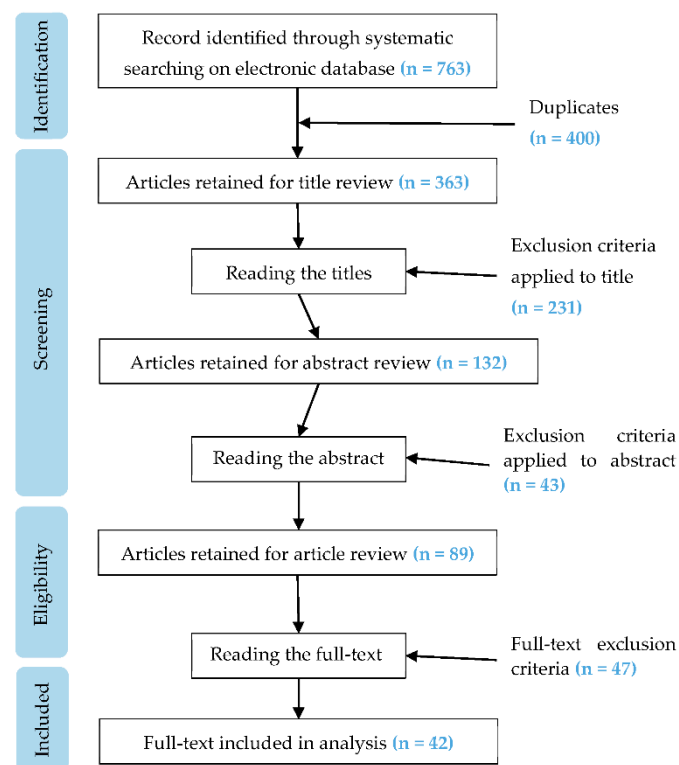 Identification
Record identified through systematic
searching on electronic database (n = 763)
Duplicates
(n = 400)
Screening
Articles retained for title review (n = 363)
Reading the titles
Exclusion criteria
applied to title
(n = 231)
Articles retained for abstract review (n = 132)
Reading the abstract
Exclusion criteria
applied to abstract
(n = 43)
Eligibility
Articles retained for article review (n = 89)
Reading the full-text
Full-text exclusion
criteria (n = 47)
Included
Full-text included in analysis (n = 42)